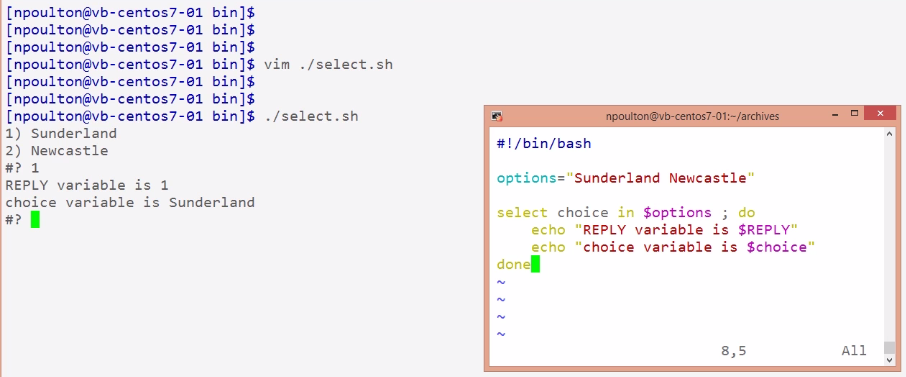 [npoulton@vb-centos7-01 bin]$
[npoulton@vb-centos7-01 bin]$
[npoulton@vb-centos7-01 bin]$
[npoulton@vb-centos7-01 bin]$ vim ./select.sh
[npoulton@vb-centos7-01 bin]$
[npoulton@vb-centos7-01 bin]$
[npoulton@vb-centos7-01 bin]$ ./select.sh
1) Sunderland
2) Newcastle
#? 1
REPLY variable is 1
choice variable is Sunderland
#?
npoulton@vb-centos7-01:~/archives
#!/bin/bash
options="Sunderland Newcastle"
select choice in $options ; do
    echo "REPLY variable is $REPLY"
    echo "choice variable is $choice"
done
~
~
~
~
8,5 All